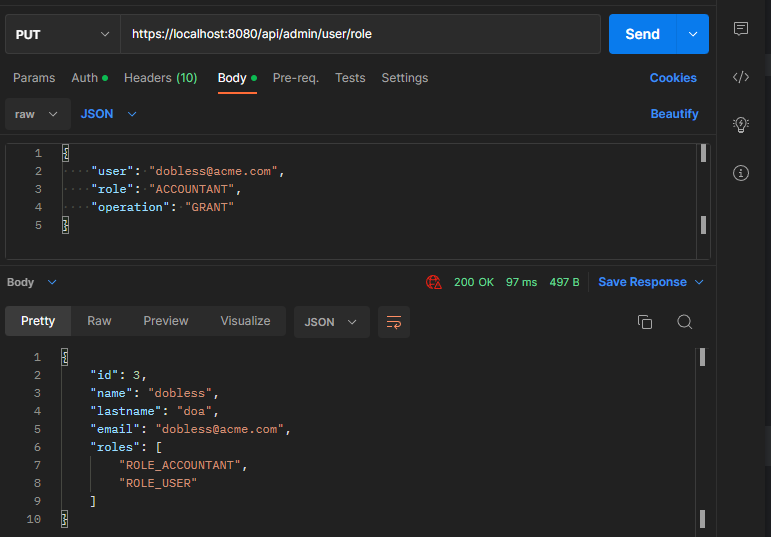 PUT https://localhost:8080/api/admin/user/role Send
Params Auth Headers (10) Body Pre-req. Tests Settings Cookies
raw JSON Beautify
1 {
2 "user": "dobless@acme.com",
3 "role": "ACCOUNTANT",
4 "operation": "GRANT"
5 }
Body 200 OK 97 ms 497 B Save Response
Pretty Raw Preview Visualize JSON
1 {
2 "id": 3,
3 "name": "dobless",
4 "lastname": "doa",
5 "email": "dobless@acme.com",
6 "roles": [
7 "ROLE_ACCOUNTANT",
8 "ROLE_USER"
9 ]
10 }